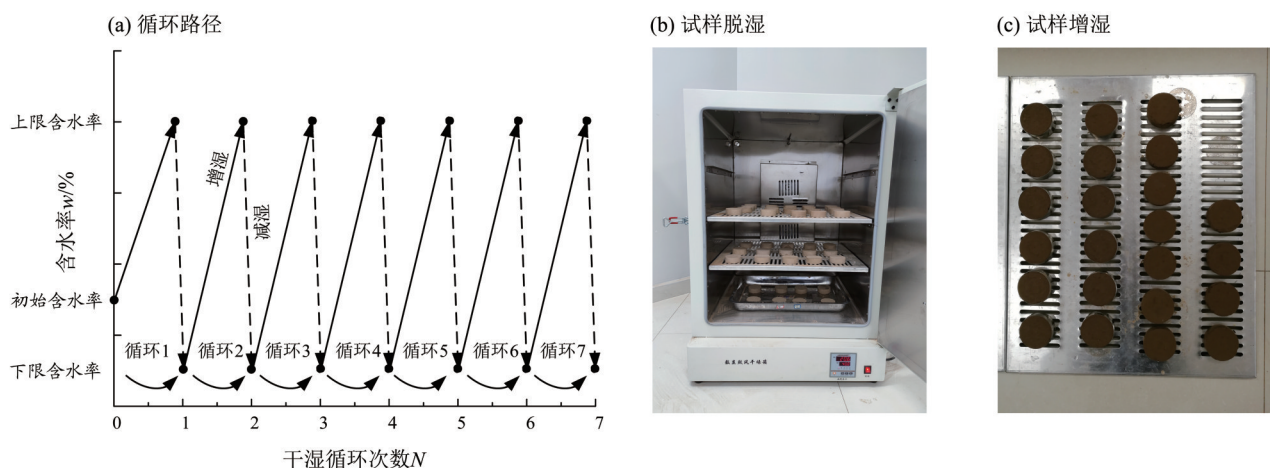 (a) 循环路径
(b) 试样脱湿
(c) 试样增湿
上限含水率
含水率w/%
初始含水率
下限含水率
增湿
减湿
循环1
循环2
循环3
循环4
循环5
循环6
循环7
0
1
2
3
4
5
6
7
干湿循环次数N